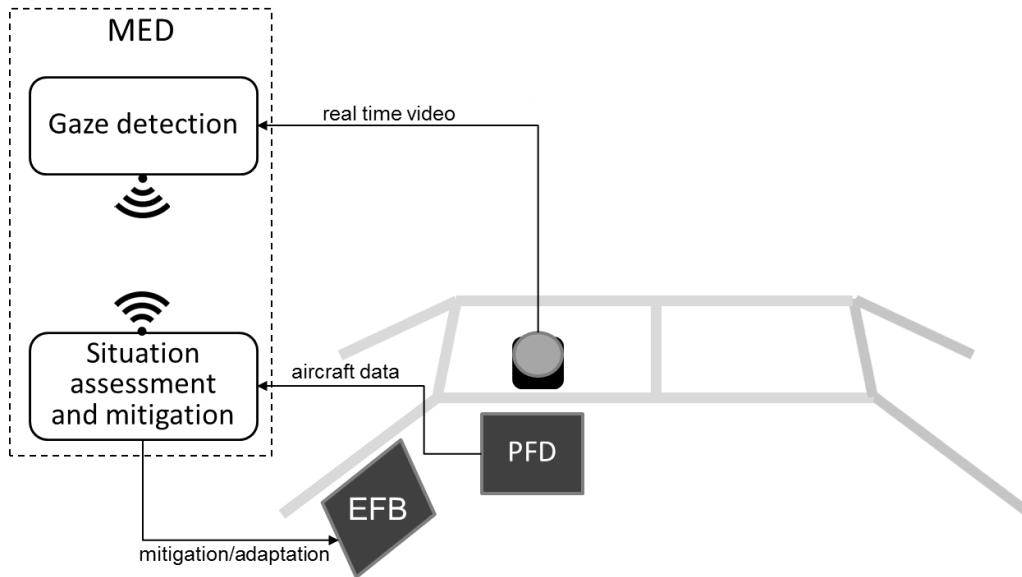 MED
Gaze detection
real time video
Situation
assessment
and mitigation
aircraft data
PFD
EFB
mitigation/adaptation